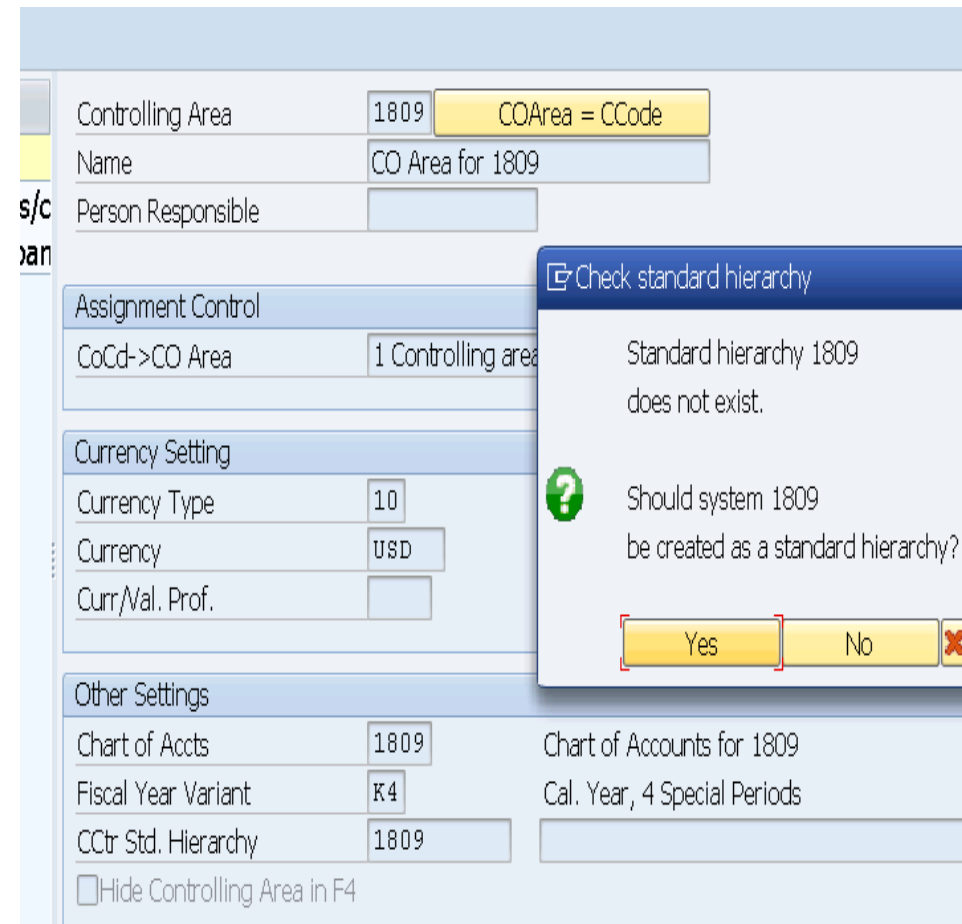 Controlling Area 1809 COArea = CCode
Name CO Area for 1809
s/c Person Responsible
Assignment Control
CoCd->CO Area 1 Controlling area
Check standard hierarchy
Standard hierarchy 1809
does not exist.
Should system 1809
be created as a standard hierarchy?
Yes No
Currency Setting
Currency Type 10
Currency USD
Curr/Val. Prof.
Other Settings
Chart of Accts 1809 Chart of Accounts for 1809
Fiscal Year Variant K4 Cal. Year, 4 Special Periods
CCtr Std. Hierarchy 1809
Hide Controlling Area in F4